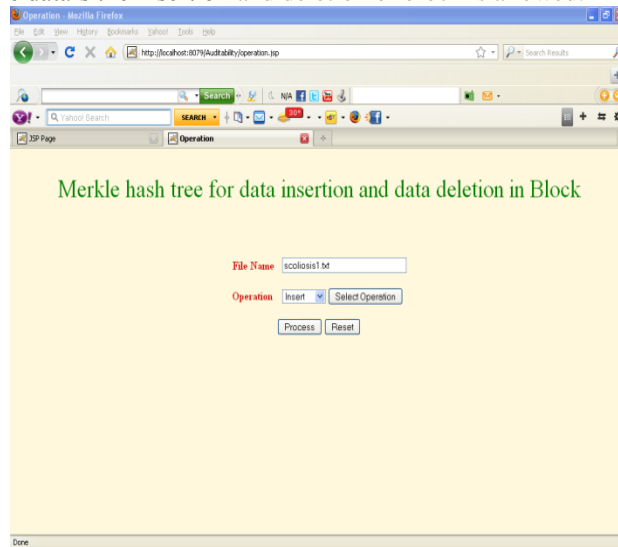 Operation - Mozilla Firefox
File Edit View History Bookmarks Yahoo! Tools Help
http://localhost:8079/Auditability/operation.jsp
Search Results
Search
N/A
Yahoo! Search
SEARCH
30°
JSP Page
Operation
Merkle hash tree for data insertion and data deletion in Block
File Name
scoliosis1.txt
Operation
Insert
Select Operation
Process
Reset
Done